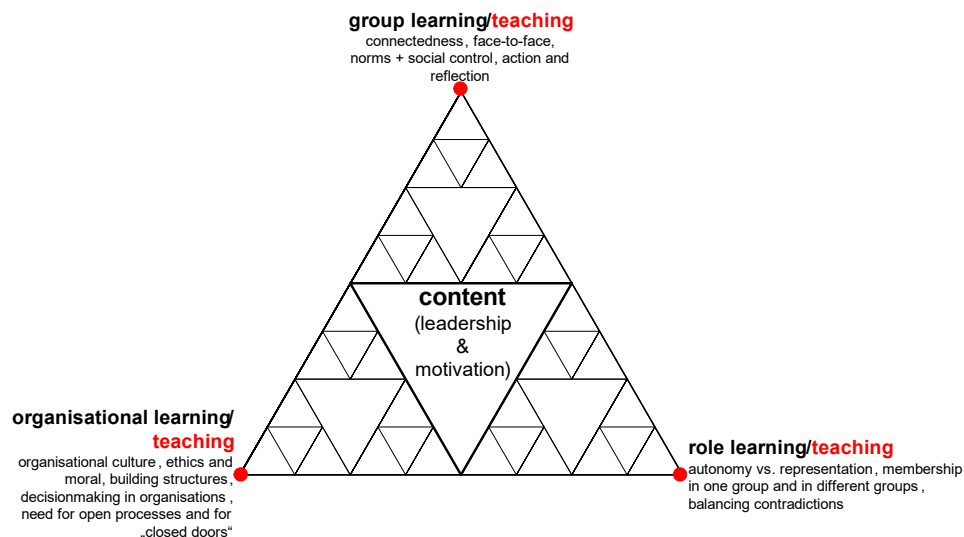 group learning/teaching
connectedness, face-to-face,
norms + social control, action and
reflection
content
(leadership
&
motivation)
organisational learning/
teaching
organisational culture, ethics and
moral, building structures,
decisionmaking in organisations,
need for open processes and for
„closed doors“
role learning/teaching
autonomy vs. representation, membership
in one group and in different groups,
balancing contradictions